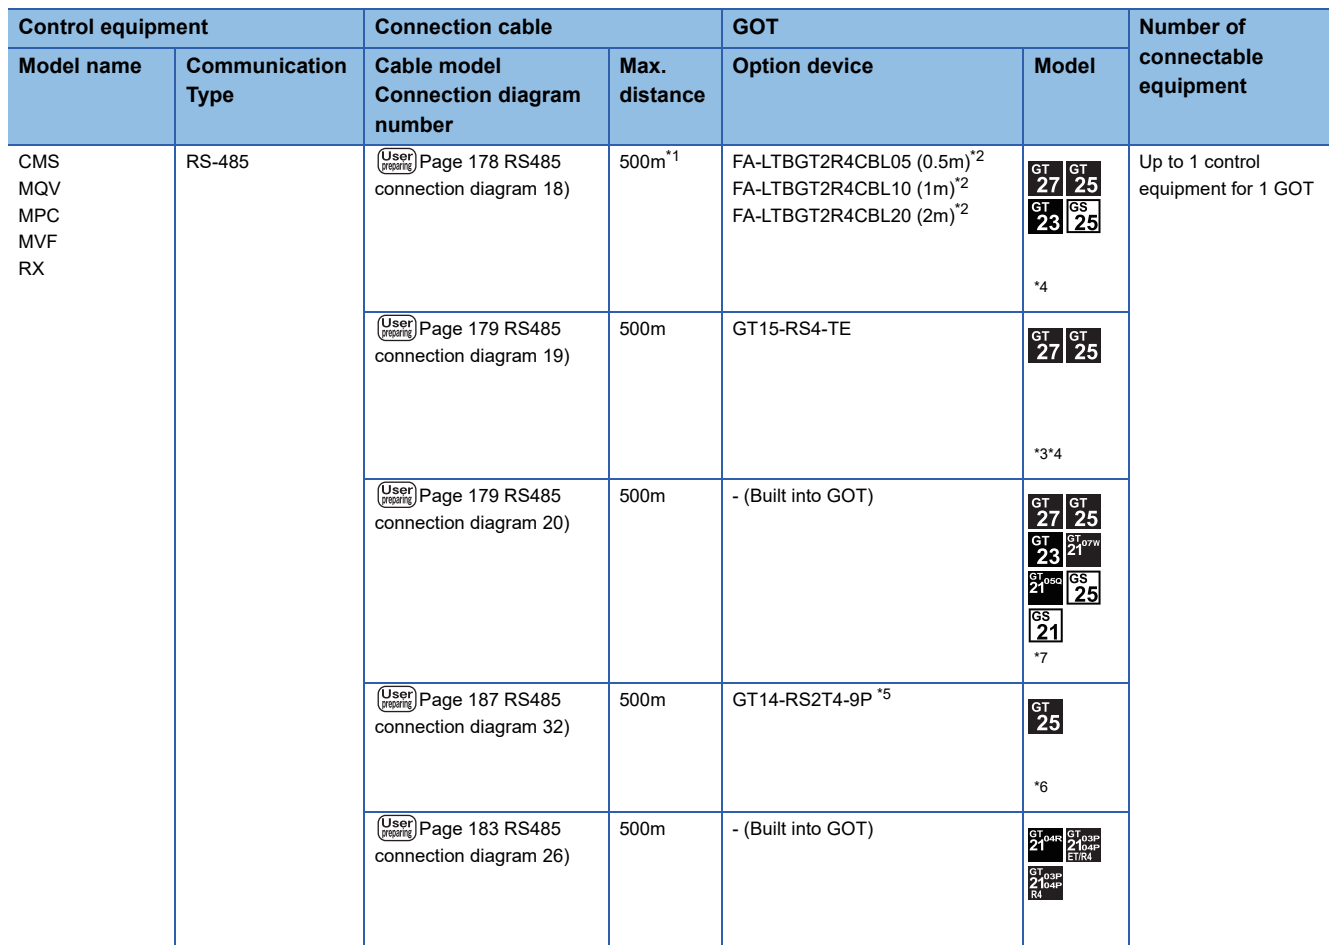 Control equipment
Connection cable
GOT
Number of
connectable
equipment
Model name
Communication
Type
Cable model
Connection diagram
number
Max.
distance
Option device
Model
CMS
MQV
MPC
MVF
RX
RS-485
User preparing Page 178 RS485
connection diagram 18)
500m*1
FA-LTBGT2R4CBL05 (0.5m)*2
FA-LTBGT2R4CBL10 (1m)*2
FA-LTBGT2R4CBL20 (2m)*2
GT 27 GT 25
GT 23 GS 25
*4
Up to 1 control
equipment for 1 GOT
User preparing Page 179 RS485
connection diagram 19)
500m
GT15-RS4-TE
GT 27 GT 25
*3*4
User preparing Page 179 RS485
connection diagram 20)
500m
- (Built into GOT)
GT 27 GT 25
GT 23 GT 21 07W
GT 21 05Q GS 25
GS 21
*7
User preparing Page 187 RS485
connection diagram 32)
500m
GT14-RS2T4-9P *5
GT 25
*6
User preparing Page 183 RS485
connection diagram 26)
500m
- (Built into GOT)
GT 21 04R GT 21 03P 04P ET/R4
GT 21 03P 04P R4